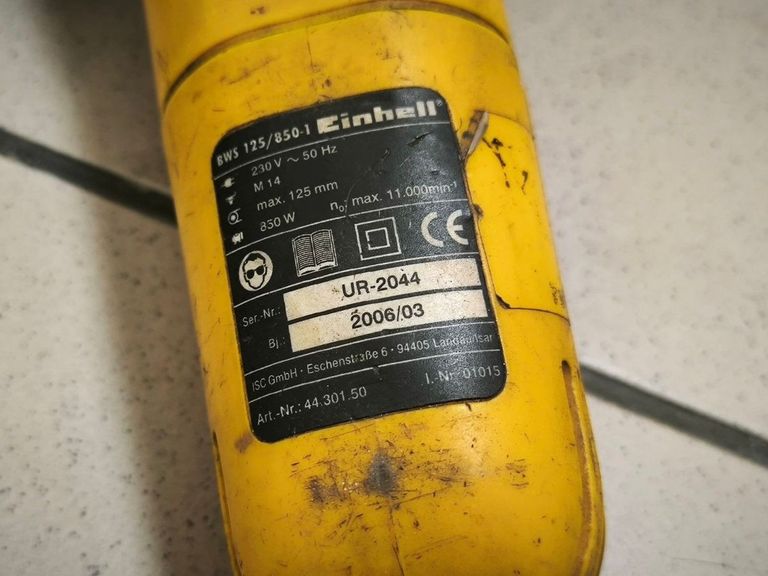 BWS 125/850-1 Einhell®
230 V ~ 50 Hz
M 14
max. 125 mm
850 W n₀: max. 11.000min⁻¹
CE
Ser.-Nr.: UR-2044
Bj.: 2006/03
ISC GmbH · Eschenstraße 6 · 94405 Landau/Isar
Art.-Nr.: 44.301.50 I.-Nr. 01015